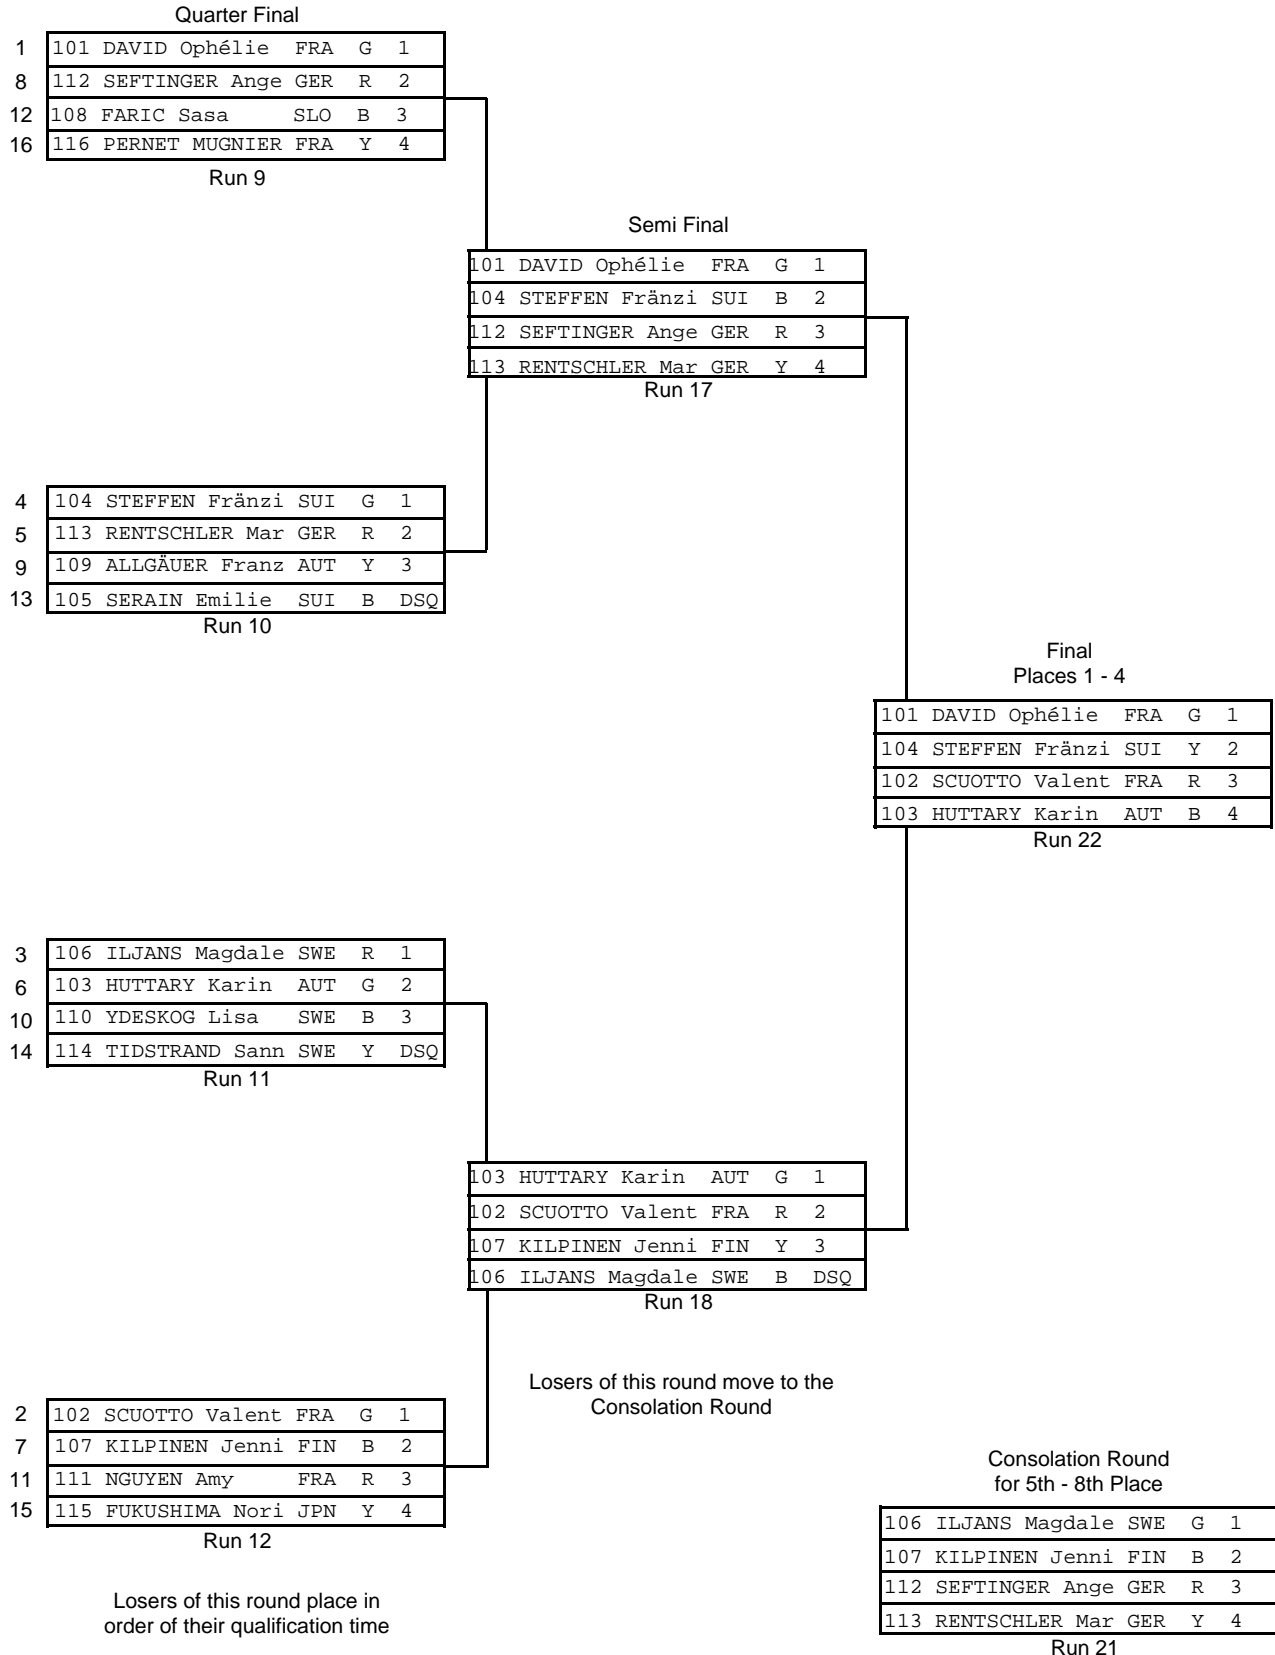 Quarter Final
1 101 DAVID Ophélie FRA G 1
8 112 SEFTINGER Ange GER R 2
12 108 FARIC Sasa SLO B 3
16 116 PERNET MUGNIER FRA Y 4
Run 9
Semi Final
101 DAVID Ophélie FRA G 1
104 STEFFEN Fränzi SUI B 2
112 SEFTINGER Ange GER R 3
113 RENTSCHLER Mar GER Y 4
Run 17
4 104 STEFFEN Fränzi SUI G 1
5 113 RENTSCHLER Mar GER R 2
9 109 ALLGÄUER Franz AUT Y 3
13 105 SERAIN Emilie SUI B DSQ
Run 10
Final
Places 1 - 4
101 DAVID Ophélie FRA G 1
104 STEFFEN Fränzi SUI Y 2
102 SCUOTTO Valent FRA R 3
103 HUTTARY Karin AUT B 4
Run 22
3 106 ILJANS Magdale SWE R 1
6 103 HUTTARY Karin AUT G 2
10 110 YDESKOG Lisa SWE B 3
14 114 TIDSTRAND Sann SWE Y DSQ
Run 11
103 HUTTARY Karin AUT G 1
102 SCUOTTO Valent FRA R 2
107 KILPINEN Jenni FIN Y 3
106 ILJANS Magdale SWE B DSQ
Run 18
Losers of this round move to the
Consolation Round
2 102 SCUOTTO Valent FRA G 1
7 107 KILPINEN Jenni FIN B 2
11 111 NGUYEN Amy FRA R 3
15 115 FUKUSHIMA Nori JPN Y 4
Run 12
Losers of this round place in
order of their qualification time
Consolation Round
for 5th - 8th Place
106 ILJANS Magdale SWE G 1
107 KILPINEN Jenni FIN B 2
112 SEFTINGER Ange GER R 3
113 RENTSCHLER Mar GER Y 4
Run 21